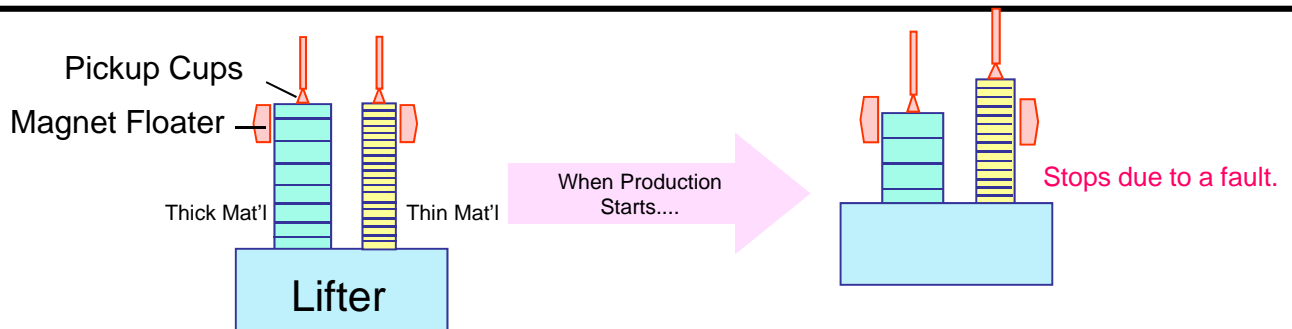 Pickup Cups
Magnet Floater
Thick Mat'l
Thin Mat'l
Lifter
When Production
Starts....
Stops due to a fault.